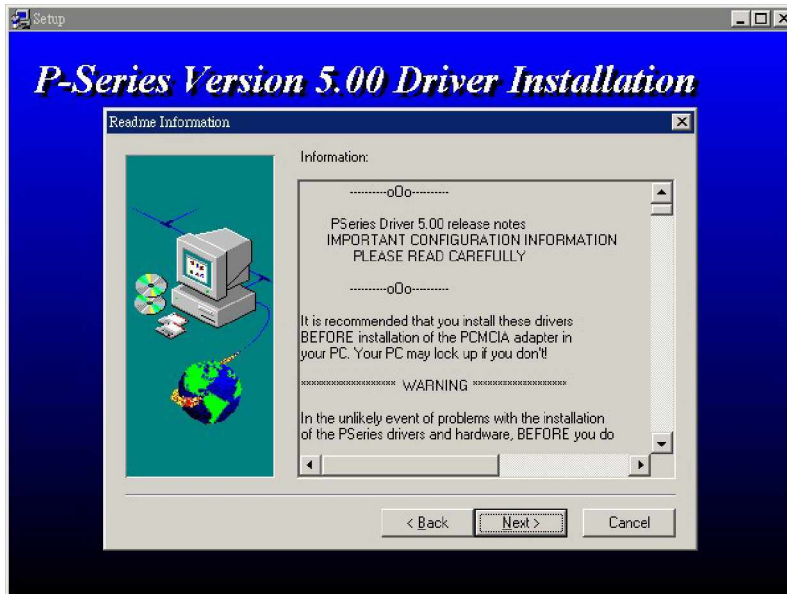 Setup
P-Series Version 5.00 Driver Installation
Readme Information
Information:
----------oOo----------
PSeries Driver 5.00 release notes
IMPORTANT CONFIGURATION INFORMATION
PLEASE READ CAREFULLY
----------oOo----------
It is recommended that you install these drivers
BEFORE installation of the PCMCIA adapter in
your PC. Your PC may lock up if you don't!
******************* WARNING *******************
In the unlikely event of problems with the installation
of the PSeries drivers and hardware, BEFORE you do
< Back
Next >
Cancel